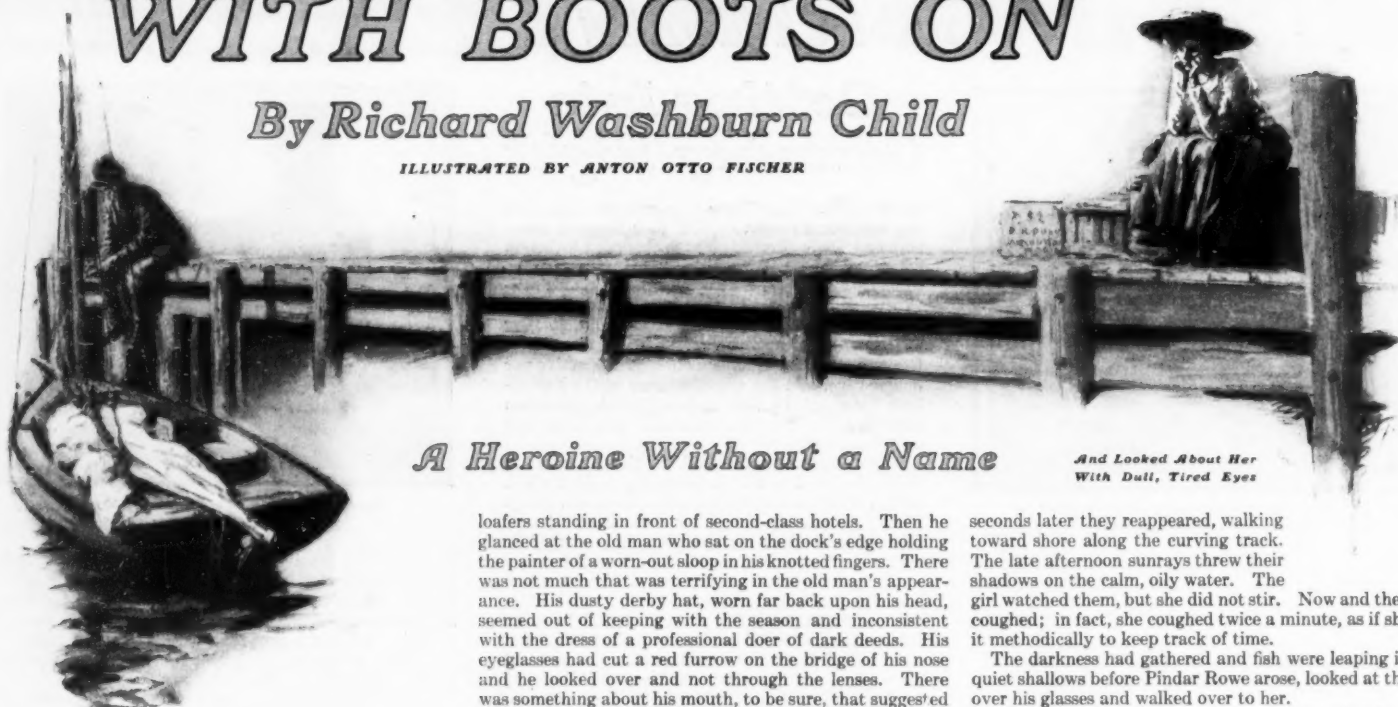 WITH BOOTS ON
By Richard Washburn Child
ILLUSTRATED BY ANTON OTTO FISCHER
A Heroine Without a Name
And Looked About Her
With Dull, Tired Eyes
loafers standing in front of second-class hotels. Then he
glanced at the old man who sat on the dock's edge holding
the painter of a worn-out sloop in his knotted fingers. There
was not much that was terrifying in the old man's appear-
ance. His dusty derby hat, worn far back upon his head,
seemed out of keeping with the season and inconsistent
with the dress of a professional doer of dark deeds. His
eyeglasses had cut a red furrow on the bridge of his nose
and he looked over and not through the lenses. There
was something about his mouth, to be sure, that suggested
seconds later they reappeared, walking
toward shore along the curving track.
The late afternoon sunrays threw their
shadows on the calm, oily water. The
girl watched them, but she did not stir. Now and the
coughed; in fact, she coughed twice a minute, as if sh
it methodically to keep track of time.
The darkness had gathered and fish were leaping i
quiet shallows before Pindar Rowe arose, looked at th
over his glasses and walked over to her.